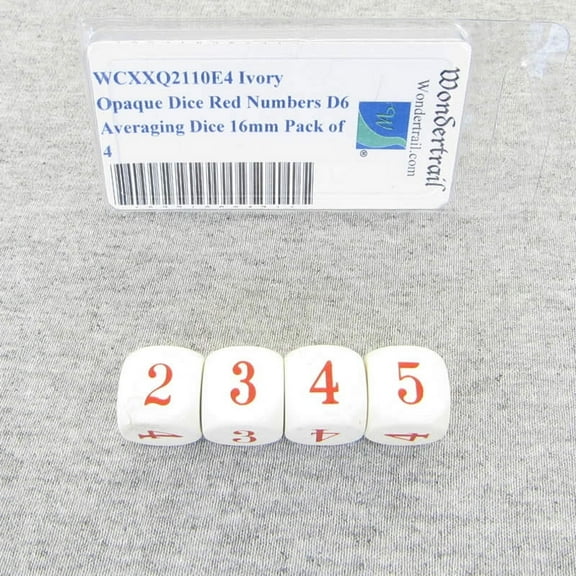 WCXXQ2110E4 Ivory
Opaque Dice Red Numbers D6
Averaging Dice 16mm Pack of
4
Wondertrail
Wondertrail.com
W
®
2 3 4 5
4 3 4 4